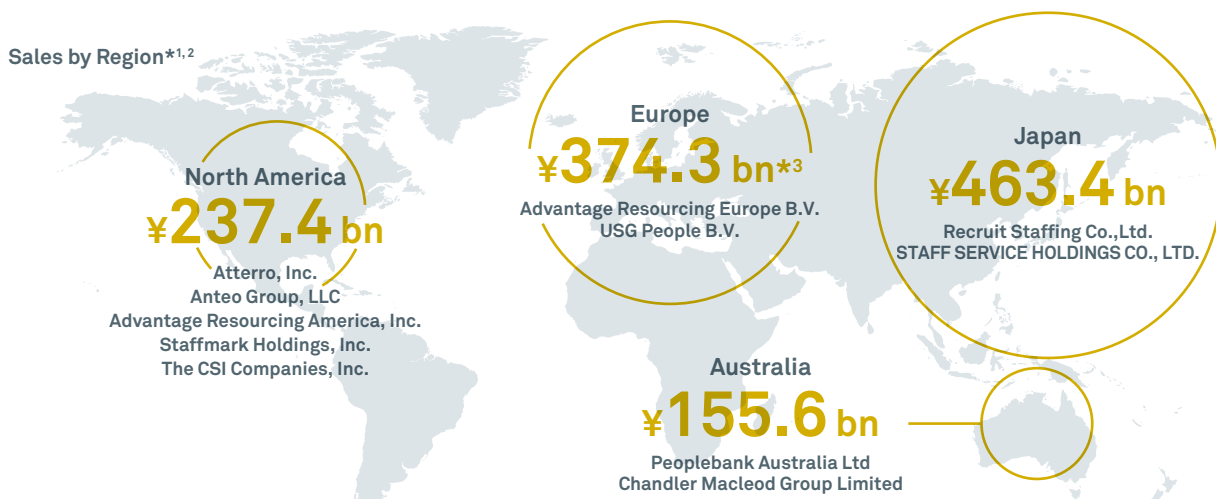 Sales by Region*1, 2
North America
¥237.4 bn
Atterro, Inc.
Anteo Group, LLC
Advantage Resourcing America, Inc.
Staffmark Holdings, Inc.
The CSI Companies, Inc.
Europe
¥374.3 bn*3
Advantage Resourcing Europe B.V.
USG People B.V.
Japan
¥463.4 bn
Recruit Staffing Co.,Ltd.
STAFF SERVICE HOLDINGS CO., LTD.
Australia
¥155.6 bn
Peoplebank Australia Ltd
Chandler Macleod Group Limited